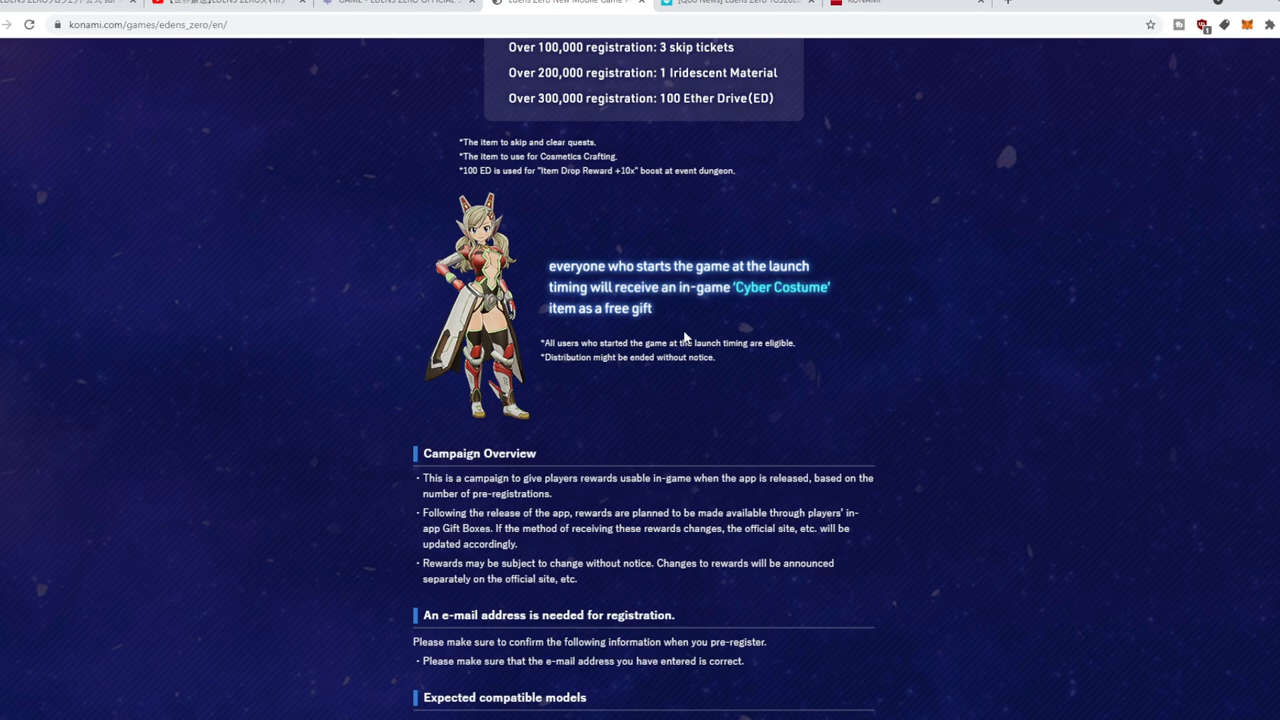 Edens Zero New Mobile Game
KONAMI
konami.com/games/edens_zero/en/
1
Over 100,000 registration: 3 skip tickets
Over 200,000 registration: 1 Iridescent Material
Over 300,000 registration: 100 Ether Drive(ED)
*The item to skip and clear quests.
*The item to use for Cosmetics Crafting.
*100 ED is used for "Item Drop Reward +10x" boost at event dungeon.
everyone who starts the game at the launch
timing will receive an in-game 'Cyber Costume'
item as a free gift
*All users who started the game at the launch timing are eligible.
*Distribution might be ended without notice.
Campaign Overview
・This is a campaign to give players rewards usable in-game when the app is released, based on the
number of pre-registrations.
・Following the release of the app, rewards are planned to be made available through players' in-
app Gift Boxes. If the method of receiving these rewards changes, the official site, etc. will be
updated accordingly.
・Rewards may be subject to change without notice. Changes to rewards will be announced
separately on the official site, etc.
An e-mail address is needed for registration.
Please make sure to confirm the following information when you pre-register.
・Please make sure that the e-mail address you have entered is correct.
Expected compatible models